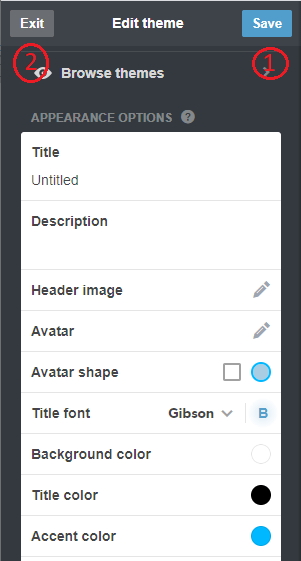 Exit Edit theme Save
2 Browse themes 1
APPEARANCE OPTIONS ?
Title
Untitled
Description
Header image
Avatar
Avatar shape
Title font Gibson B
Background color
Title color
Accent color